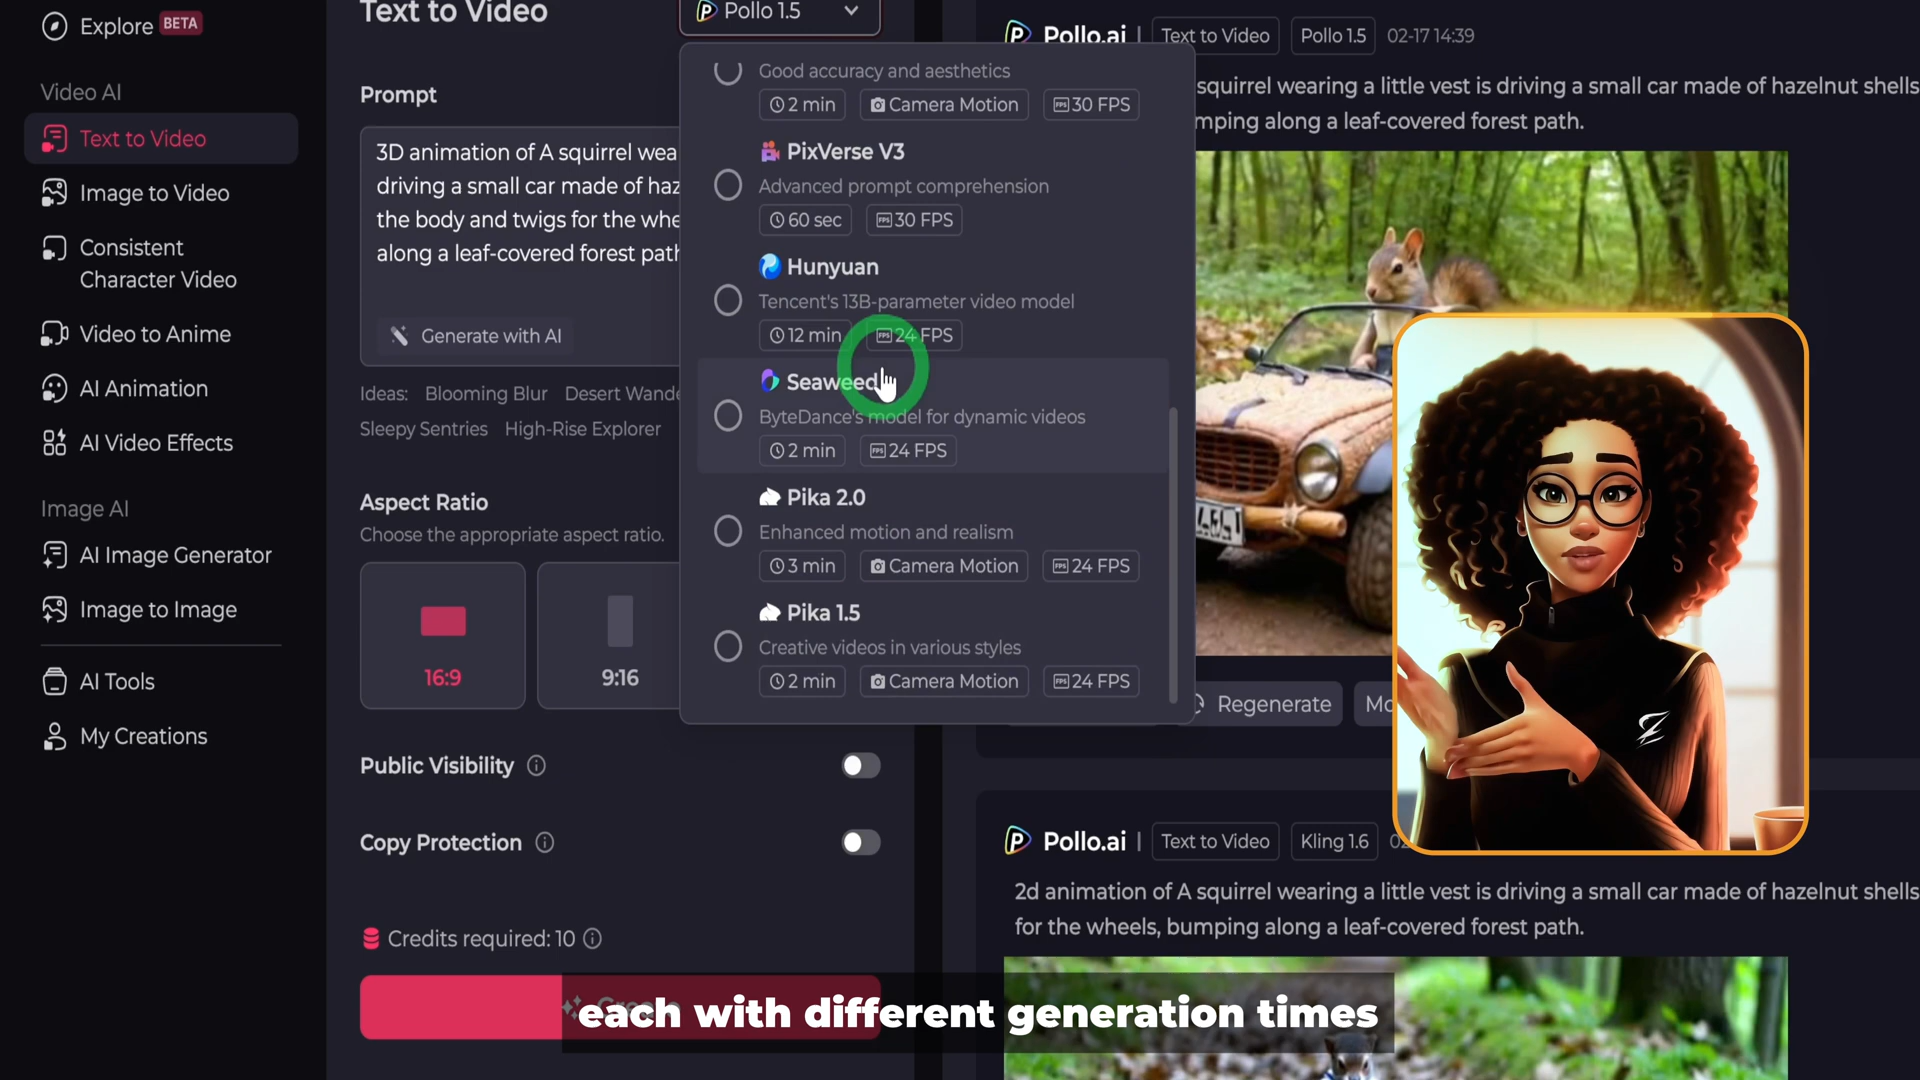 Explore BETA
Video AI
Text to Video
Image to Video
Consistent
Character Video
Video to Anime
AI Animation
AI Video Effects
Image AI
AI Image Generator
Image to Image
AI Tools
My Creations
Text to Video
Pollo 1.5
Prompt
3D animation of A squirrel wea
driving a small car made of haz
the body and twigs for the whe
along a leaf-covered forest path
Generate with AI
Ideas: Blooming Blur Desert Wande
Sleepy Sentries High-Rise Explorer
Aspect Ratio
Choose the appropriate aspect ratio.
16:9
9:16
Public Visibility
Copy Protection
Credits required: 10
Good accuracy and aesthetics
2 min Camera Motion FPS 30 FPS
PixVerse V3
Advanced prompt comprehension
60 sec FPS 30 FPS
Hunyuan
Tencent's 13B-parameter video model
12 min FPS 24 FPS
Seaweed
ByteDance's model for dynamic videos
2 min FPS 24 FPS
Pika 2.0
Enhanced motion and realism
3 min Camera Motion FPS 24 FPS
Pika 1.5
Creative videos in various styles
2 min Camera Motion FPS 24 FPS
Pollo.ai | Text to Video Pollo 1.5 02-17 14:39
squirrel wearing a little vest is driving a small car made of hazelnut shells
mping along a leaf-covered forest path.
Regenerate
Pollo.ai | Text to Video Kling 1.6
2d animation of A squirrel wearing a little vest is driving a small car made of hazelnut shells
for the wheels, bumping along a leaf-covered forest path.
each with different generation times